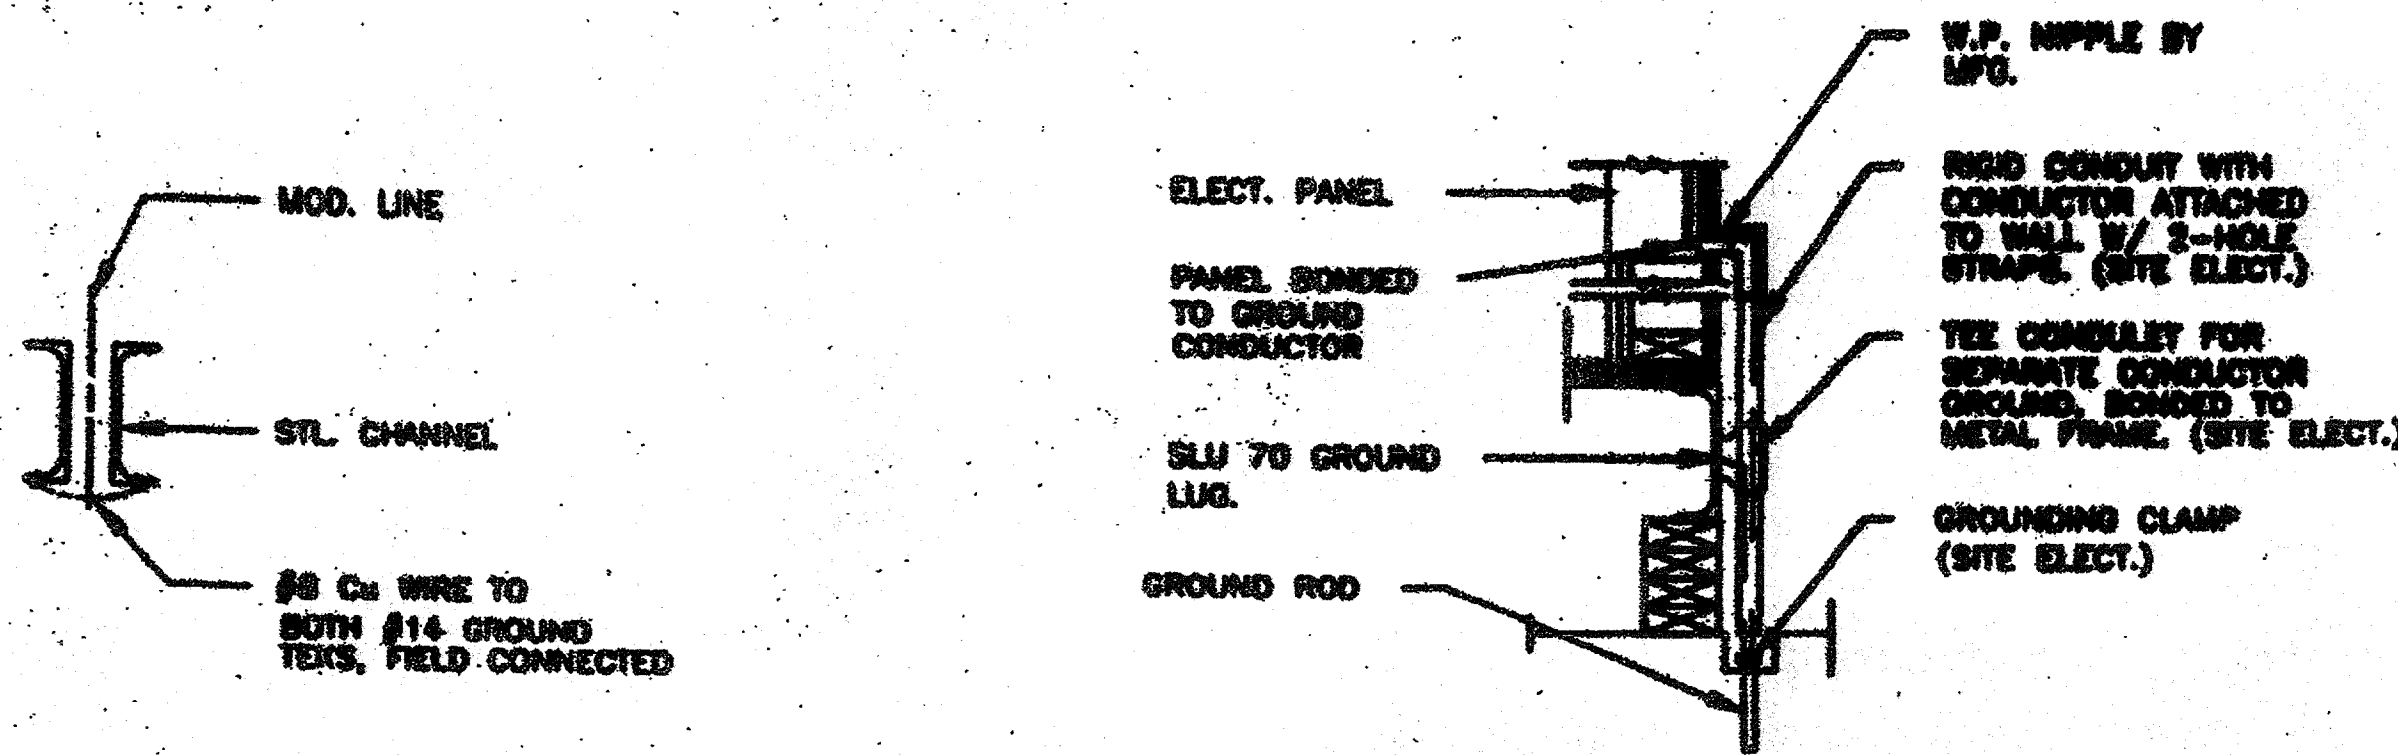 MOD. LINE
STL. CHANNEL
#8 Cu WIRE TO
BOTH #14 GROUND
TEKS, FIELD CONNECTED
ELECT. PANEL
PANEL BONDED
TO GROUND
CONDUCTOR
SLU 70 GROUND
LUG.
GROUND ROD
W.P. NIPPLE BY
MFG.
RIGID CONDUIT WITH
CONDUCTOR ATTACHED
TO WALL W/ 2-HOLE
STRAPS. (SITE ELECT.)
TEE CONDULET FOR
SEPARATE CONDUCTOR
GROUND, BONDED TO
METAL FRAME. (SITE ELECT.)
GROUNDING CLAMP
(SITE ELECT.)